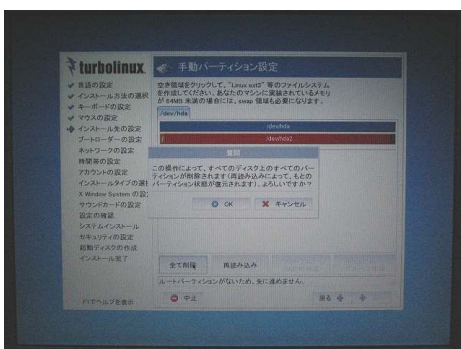 turbolinux
手動パーティション設定
言語の設定
インストール方法の選択
キーボードの設定
マウスの設定
インストール先の設定
ブートローダーの設定
ネットワークの設定
時間帯の設定
アカウントの設定
インストールタイプの選
X Window System の設
サウンドカードの設定
設定の確認
システムインストール
セキュリティの設定
起動ディスクの作成
インストール完了
F1でヘルプを表示
空き領域をクリックして、"Linux ext3" 等のファイルシステム
を作成してください。あなたのマシンに実装されているメモリ
が 64MB 未満の場合には、swap 領域も必要になります。
/dev/hda
/dev/hda
/dev/hda2
質問
この操作によって、すべてのディスク上のすべてのパー
ティションが削除されます(再読み込みによって、もとの
パーティション状態が復元されます)。よろしいですか？
OK
キャンセル
全て削除
再読み込み
ルートパーティションがないため、先に進めません。
中止
戻る